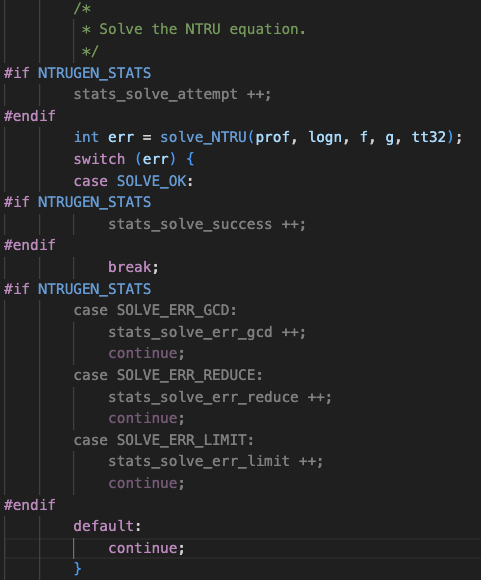 /*
 * Solve the NTRU equation.
 */
#if NTRUGEN_STATS
stats_solve_attempt ++;
#endif
int err = solve_NTRU(prof, logn, f, g, tt32);
switch (err) {
case SOLVE_OK:
#if NTRUGEN_STATS
stats_solve_success ++;
#endif
break;
#if NTRUGEN_STATS
case SOLVE_ERR_GCD:
stats_solve_err_gcd ++;
continue;
case SOLVE_ERR_REDUCE:
stats_solve_err_reduce ++;
continue;
case SOLVE_ERR_LIMIT:
stats_solve_err_limit ++;
continue;
#endif
default:
continue;
}